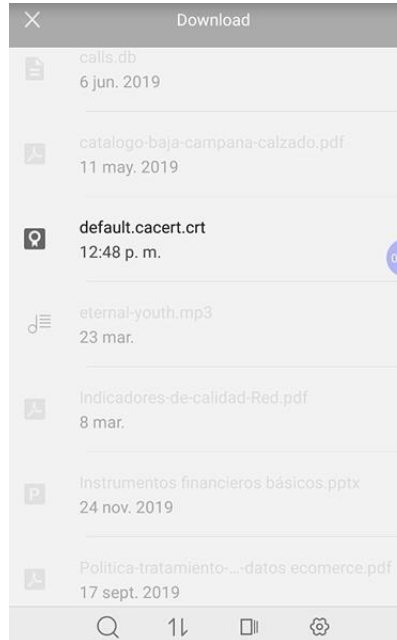 Download
calls.db
6 jun. 2019
catalogo-baja-campana-calzado.pdf
11 may. 2019
default.cacert.crt
12:48 p. m.
eternal-youth.mp3
23 mar.
Indicadores-de-calidad-Red.pdf
8 mar.
Instrumentos financieros básicos.pptx
24 nov. 2019
Politica-tratamiento-...-datos ecomerce.pdf
17 sept. 2019